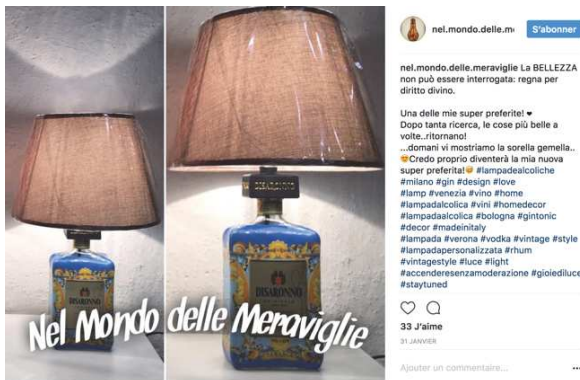 DISARONNO
DISARONNO
DISARONNO
Nel Mondo delle Meraviglie
nel.mondo.delle.m
S'abonner
nel.mondo.delle.meraviglie La BELLEZZA
non può essere interrogata: regna per
diritto divino.
Una delle mie super preferite! ❤
Dopo tanta ricerca, le cose più belle a
volte..ritornano!
...domani vi mostriamo la sorella gemella..
😍Credo proprio diventerà la mia nuova
super preferita!😍 #lampadealcoliche
#milano #gin #design #love
#lamp #venezia #vino #home
#lampadalcolica #vini #homedecor
#lampadaalcolica #bologna #gintonic
#decor #madeinitaly
#lampada #verona #vodka #vintage #style
#lampadapersonalizzata #rhum
#vintagestyle #luce #light
#accenderesenzamoderazione #gioiediluce
#staytuned
33 J'aime
31 JANVIER
Ajouter un commentaire...